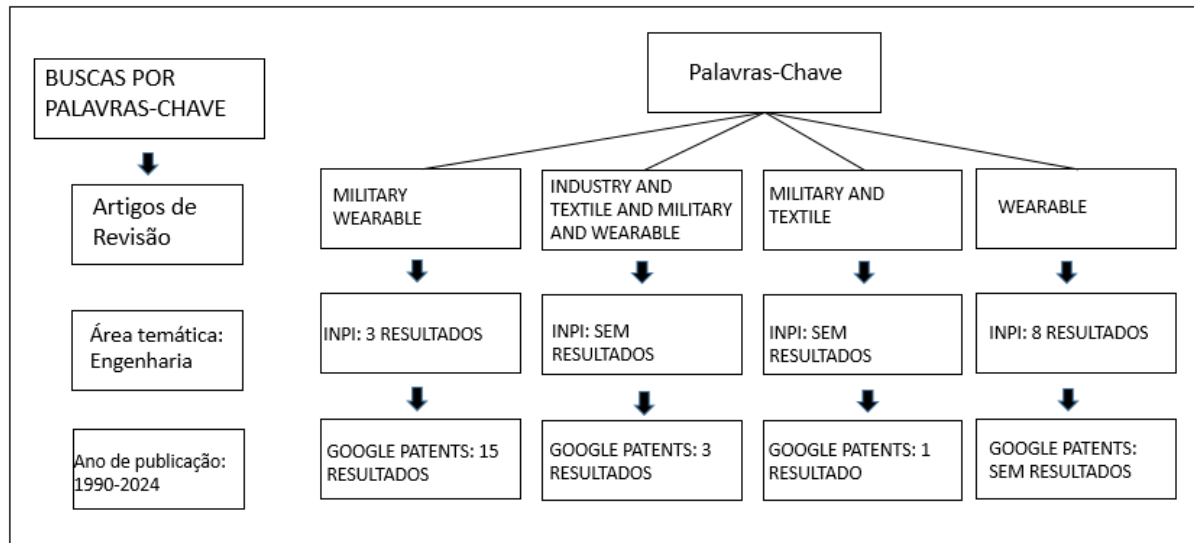 BUSCAS POR
PALAVRAS-CHAVE
Artigos de
Revisão
Área temática:
Engenharia
Ano de publicação:
1990-2024
Palavras-Chave
MILITARY
WEARABLE
INDUSTRY AND
TEXTILE AND MILITARY
AND WEARABLE
MILITARY AND
TEXTILE
WEARABLE
INPI: 3 RESULTADOS
INPI: SEM
RESULTADOS
INPI: SEM
RESULTADOS
INPI: 8 RESULTADOS
GOOGLE PATENTS: 15
RESULTADOS
GOOGLE PATENTS: 3
RESULTADOS
GOOGLE PATENTS: 1
RESULTADO
GOOGLE PATENTS:
SEM RESULTADOS